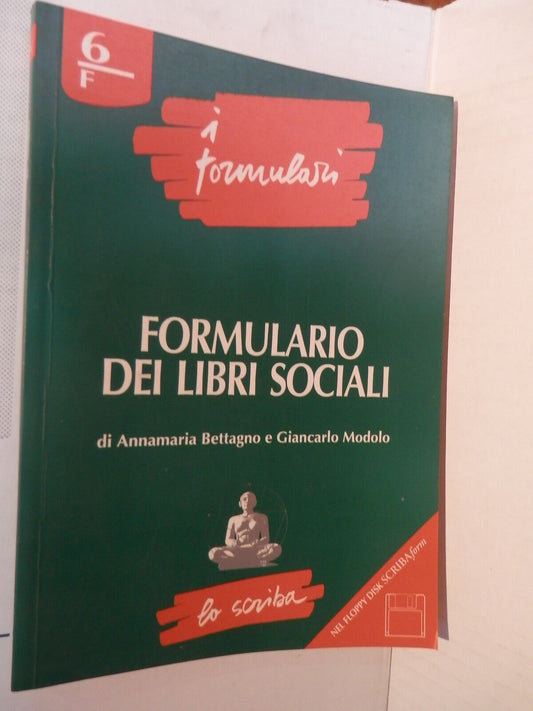 6
F
i
formulari
FORMULARIO
DEI LIBRI SOCIALI
di Annamaria Bettagno e Giancarlo Modolo
lo scriba
NEL FLOPPY DISK SCRIBAform